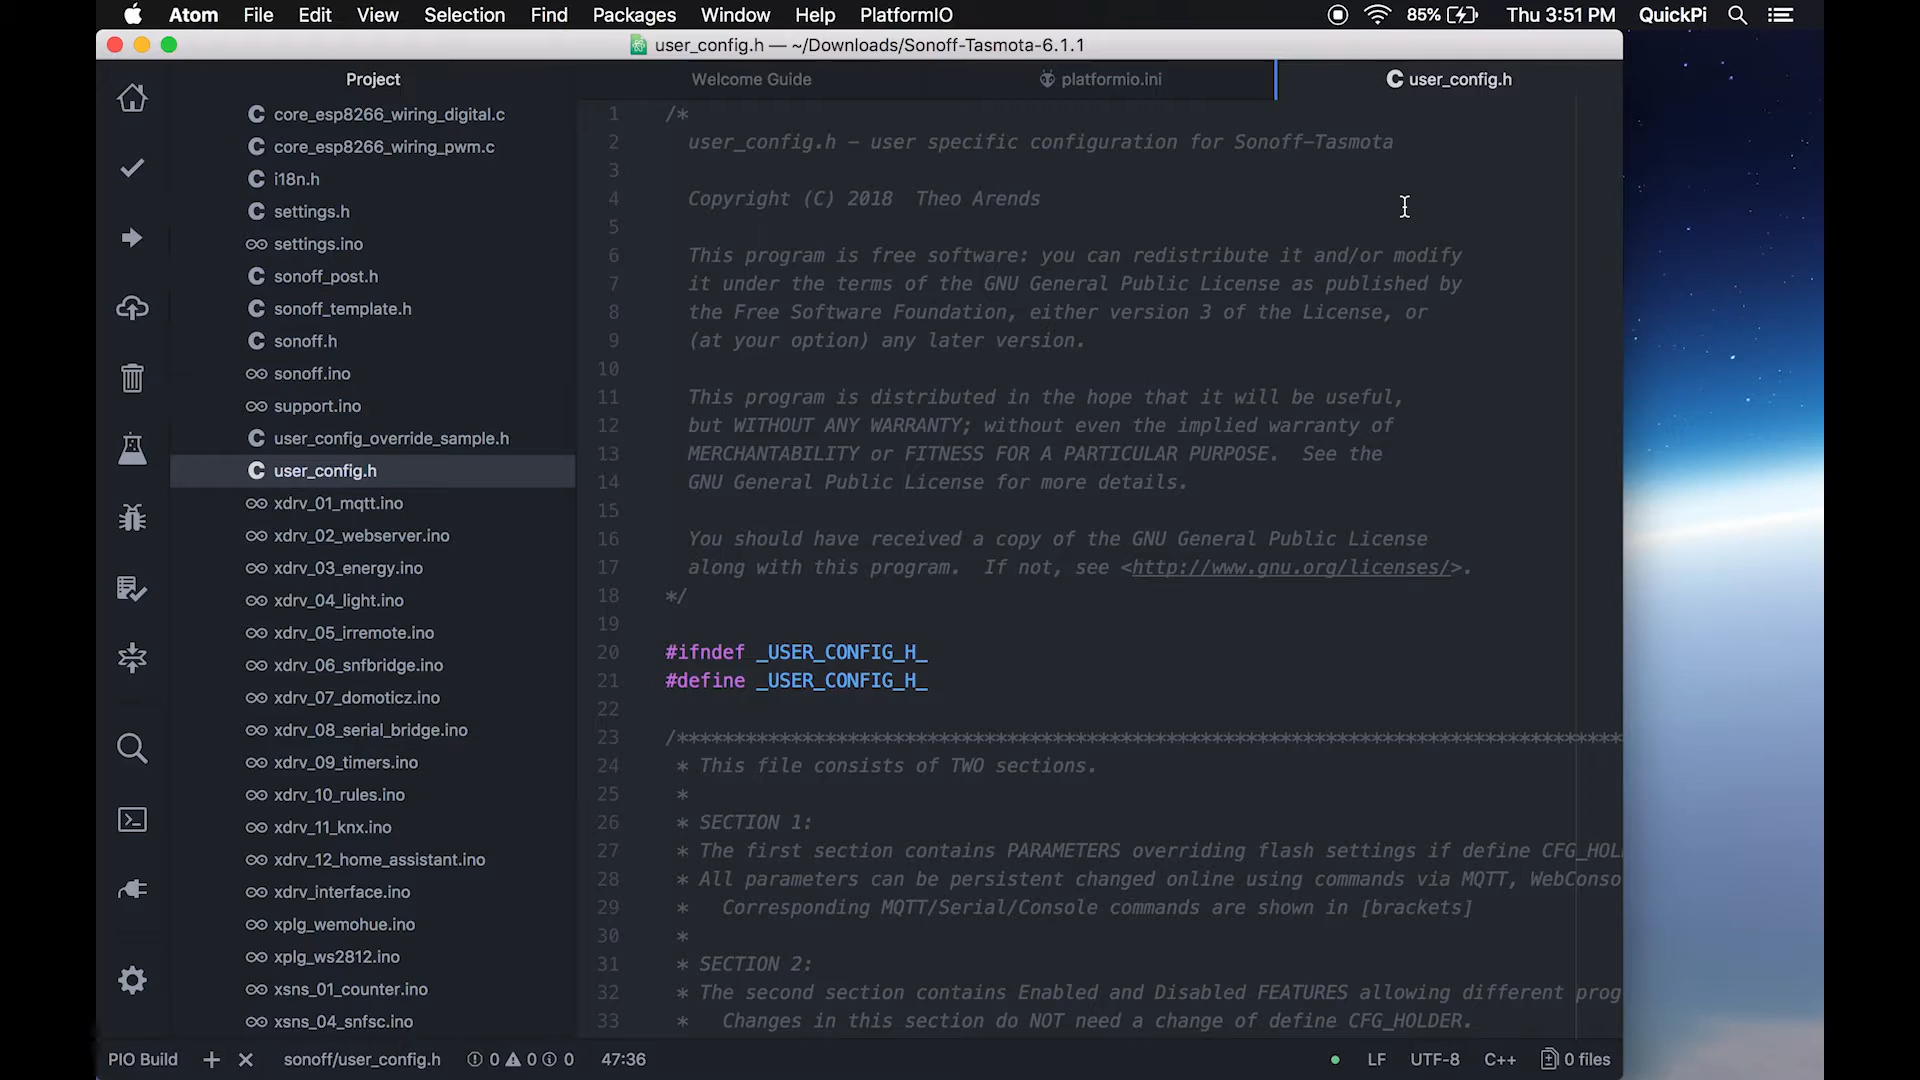 Atom File Edit View Selection Find Packages Window Help PlatformIO 85% Thu 3:51 PM QuickPi
user_config.h — ~/Downloads/Sonoff-Tasmota-6.1.1
Project
Welcome Guide platformio.ini user_config.h
core_esp8266_wiring_digital.c
core_esp8266_wiring_pwm.c
i18n.h
settings.h
settings.ino
sonoff_post.h
sonoff_template.h
sonoff.h
sonoff.ino
support.ino
user_config_override_sample.h
user_config.h
xdrv_01_mqtt.ino
xdrv_02_webserver.ino
xdrv_03_energy.ino
xdrv_04_light.ino
xdrv_05_irremote.ino
xdrv_06_snfbridge.ino
xdrv_07_domoticz.ino
xdrv_08_serial_bridge.ino
xdrv_09_timers.ino
xdrv_10_rules.ino
xdrv_11_knx.ino
xdrv_12_home_assistant.ino
xdrv_interface.ino
xplg_wemohue.ino
xplg_ws2812.ino
xsns_01_counter.ino
xsns_04_snfsc.ino
1 /*
2 user_config.h - user specific configuration for Sonoff-Tasmota
3
4 Copyright (C) 2018  Theo Arends
5
6 This program is free software: you can redistribute it and/or modify
7 it under the terms of the GNU General Public License as published by
8 the Free Software Foundation, either version 3 of the License, or
9 (at your option) any later version.
10
11 This program is distributed in the hope that it will be useful,
12 but WITHOUT ANY WARRANTY; without even the implied warranty of
13 MERCHANTABILITY or FITNESS FOR A PARTICULAR PURPOSE.  See the
14 GNU General Public License for more details.
15
16 You should have received a copy of the GNU General Public License
17 along with this program.  If not, see <http://www.gnu.org/licenses/>.
18 */
19
20 #ifndef _USER_CONFIG_H_
21 #define _USER_CONFIG_H_
22
23 /*********************************************************************************************
24 * This file consists of TWO sections.
25 *
26 * SECTION 1:
27 * The first section contains PARAMETERS overriding flash settings if define CFG_HOL
28 * All parameters can be persistent changed online using commands via MQTT, WebConso
29 *   Corresponding MQTT/Serial/Console commands are shown in [brackets]
30 *
31 * SECTION 2:
32 * The second section contains Enabled and Disabled FEATURES allowing different prog
33 *   Changes in this section do NOT need a change of define CFG_HOLDER.
PIO Build + sonoff/user_config.h 0 0 0 47:36 LF UTF-8 C++ 0 files